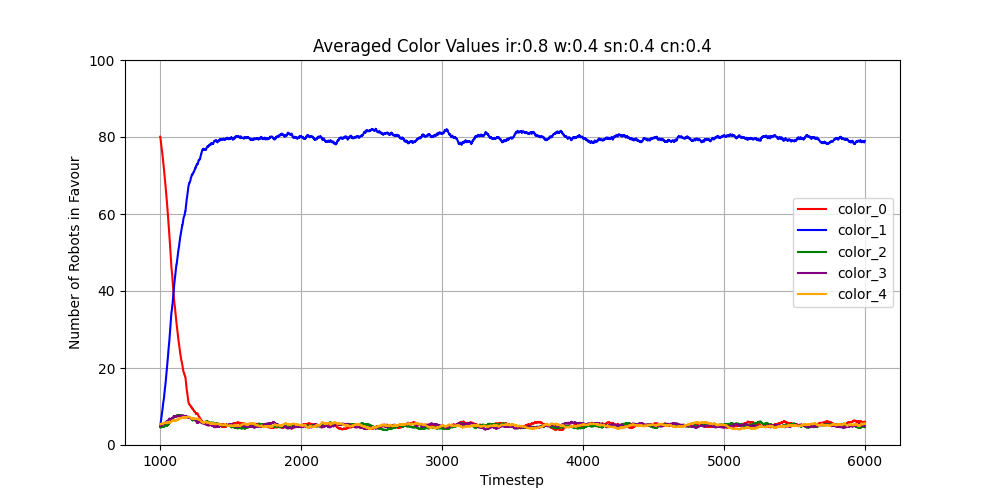 Averaged Color Values ir:0.8 w:0.4 sn:0.4 cn:0.4
Number of Robots in Favour
100
80
60
40
20
0
color_0
color_1
color_2
color_3
color_4
1000 2000 3000 4000 5000 6000
Timestep